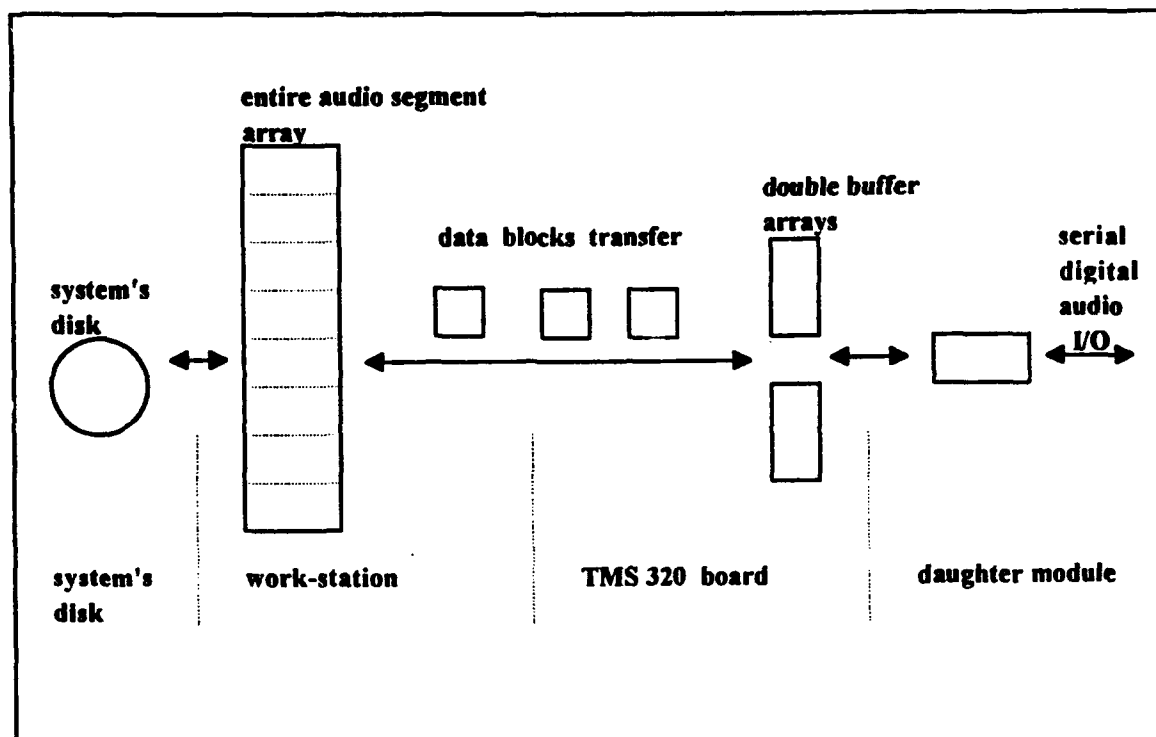 entire audio segment
array
double buffer
arrays
data blocks transfer
serial
digital
audio
I/O
system's
disk
system's
disk
work-station
TMS 320 board
daughter module